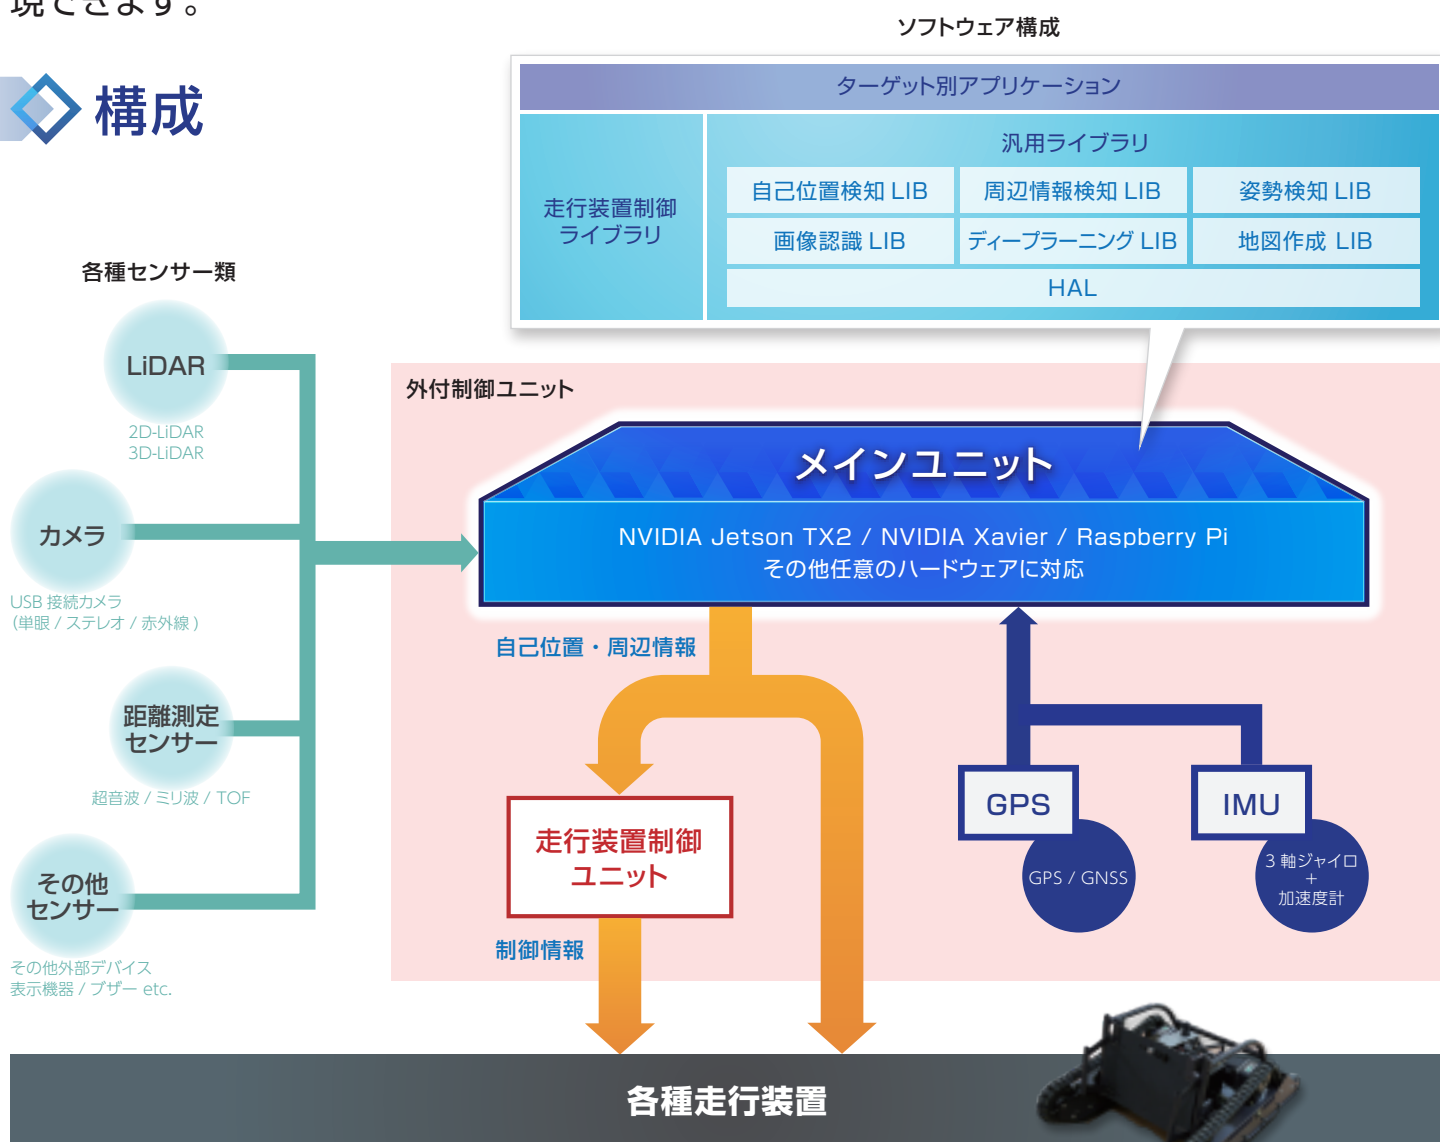 現できます。
構成
ソフトウェア構成
ターゲット別アプリケーション
走行装置制御
ライブラリ
汎用ライブラリ
自己位置検知 LIB
周辺情報検知 LIB
姿勢検知 LIB
画像認識 LIB
ディープラーニング LIB
地図作成 LIB
HAL
各種センサー類
LiDAR
2D-LiDAR
3D-LiDAR
カメラ
USB 接続カメラ
(単眼 / ステレオ / 赤外線 )
距離測定
センサー
超音波 / ミリ波 / TOF
その他
センサー
その他外部デバイス
表示機器 / ブザー etc.
外付制御ユニット
メインユニット
NVIDIA Jetson TX2 / NVIDIA Xavier / Raspberry Pi
その他任意のハードウェアに対応
自己位置・周辺情報
走行装置制御
ユニット
制御情報
GPS
GPS / GNSS
IMU
3 軸ジャイロ
+
加速度計
各種走行装置